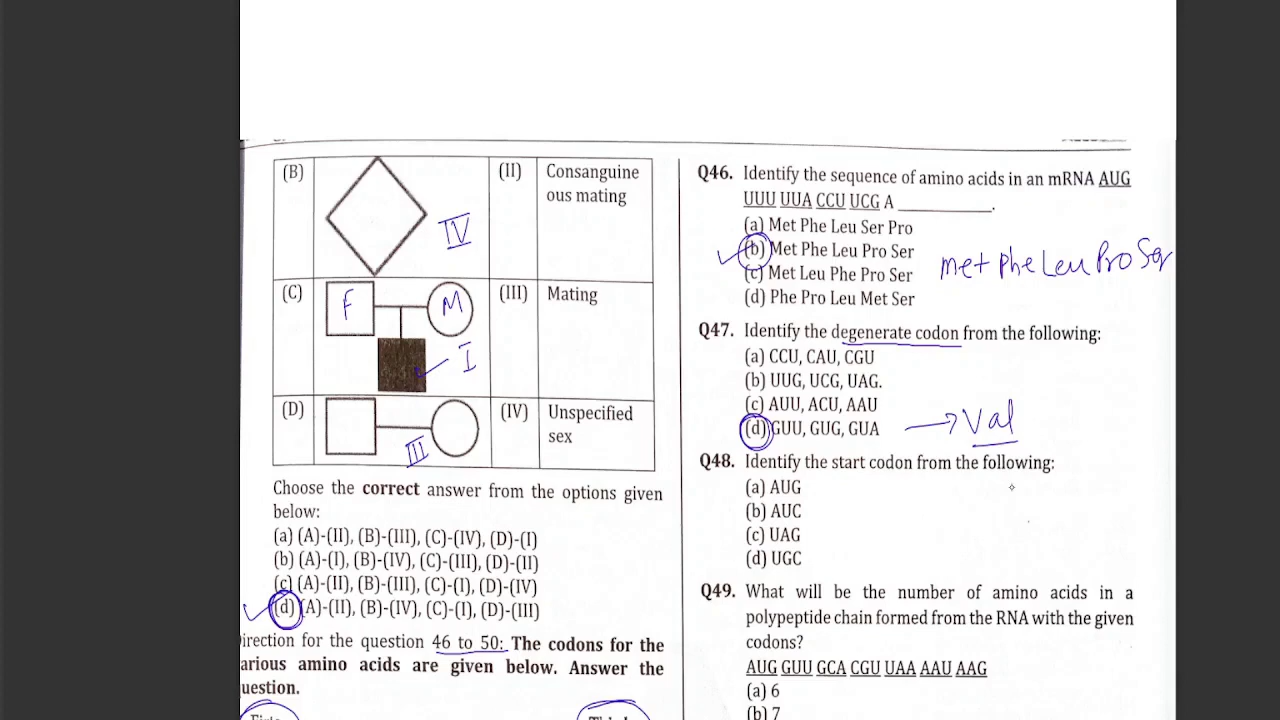 (B)
(II) Consanguine
ous mating
IV
(C)
F
M
(III) Mating
I
(D)
(IV) Unspecified
sex
III
Choose the correct answer from the options given
below:
(a) (A)-(II), (B)-(III), (C)-(IV), (D)-(I)
(b) (A)-(I), (B)-(IV), (C)-(III), (D)-(II)
(c) (A)-(II), (B)-(III), (C)-(I), (D)-(IV)
(d) (A)-(II), (B)-(IV), (C)-(I), (D)-(III)
irection for the question 46 to 50: The codons for the
arious amino acids are given below. Answer the
uestion.
Q46. Identify the sequence of amino acids in an mRNA AUG
UUU UUA CCU UCG A ____________.
(a) Met Phe Leu Ser Pro
(b) Met Phe Leu Pro Ser
(c) Met Leu Phe Pro Ser
(d) Phe Pro Leu Met Ser
met phe Leu Pro Ser
Q47. Identify the degenerate codon from the following:
(a) CCU, CAU, CGU
(b) UUG, UCG, UAG.
(c) AUU, ACU, AAU
(d) GUU, GUG, GUA
Val
Q48. Identify the start codon from the following:
(a) AUG
(b) AUC
(c) UAG
(d) UGC
Q49. What will be the number of amino acids in a
polypeptide chain formed from the RNA with the given
codons?
AUG GUU GCA CGU UAA AAU AAG
(a) 6
(b) 7